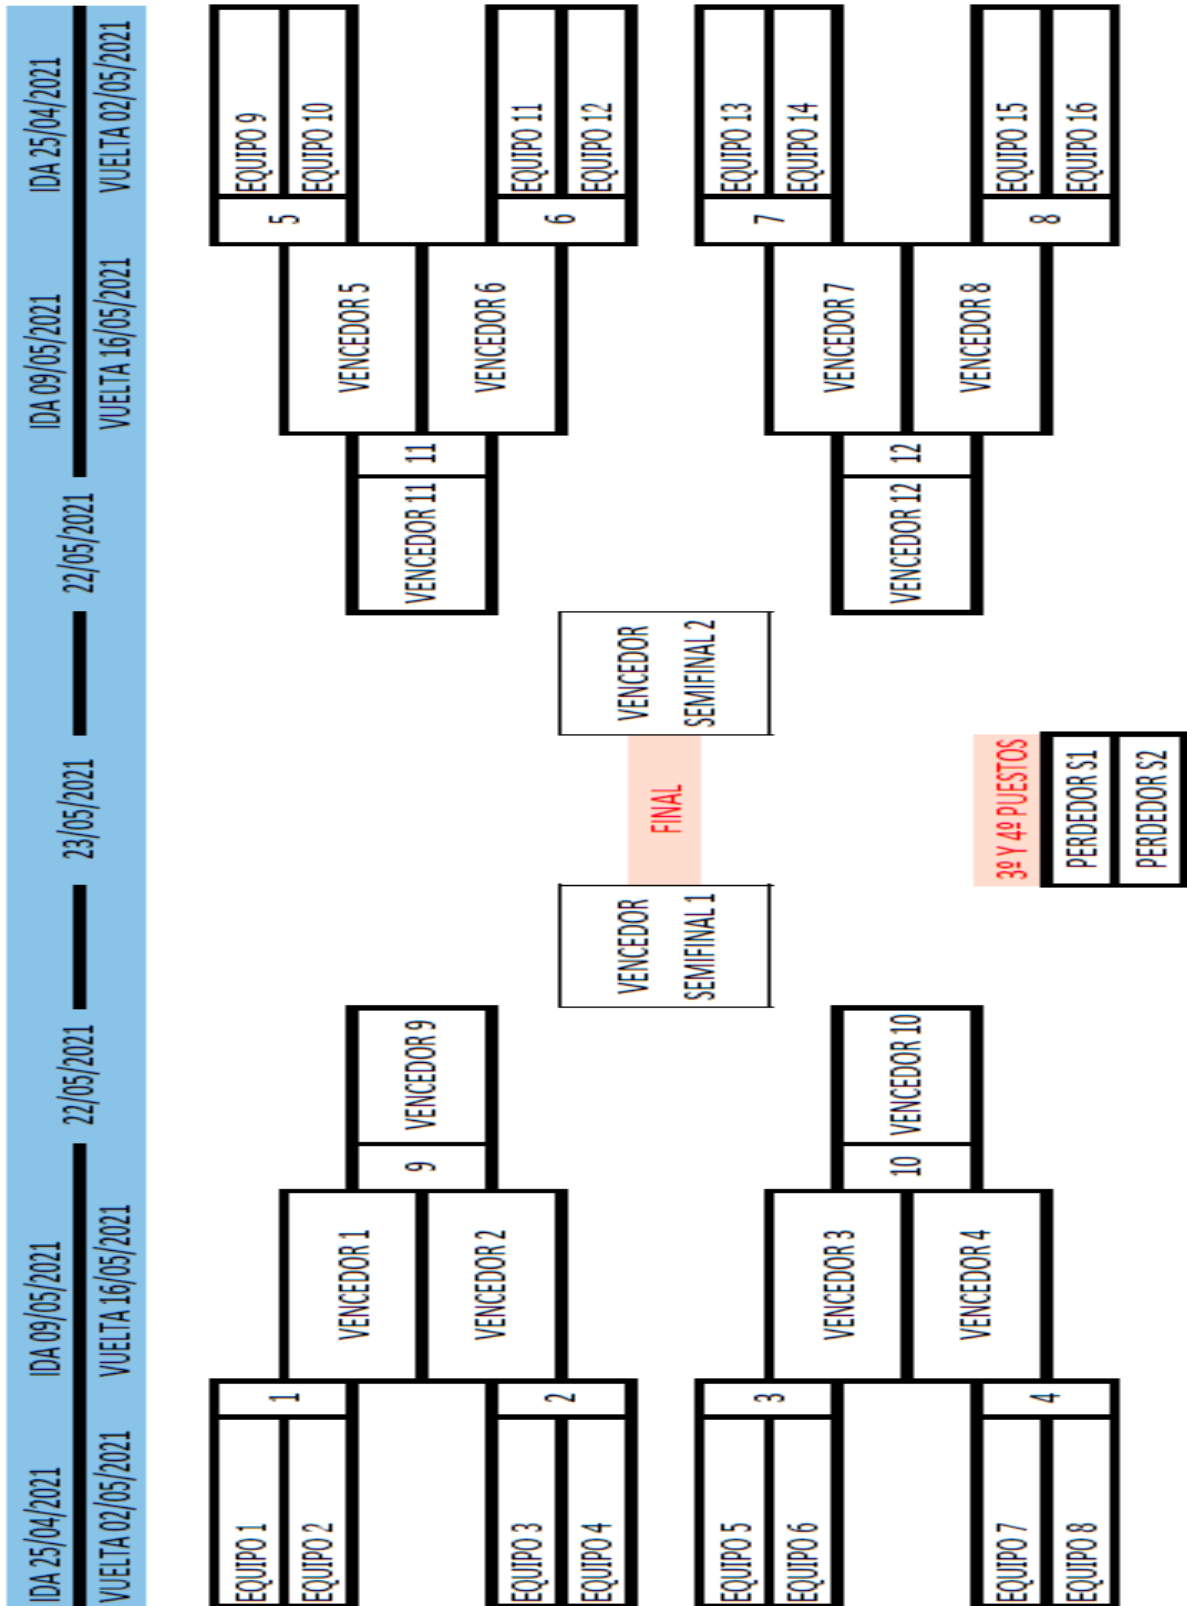 IDA 25/04/2021
VUELTA 02/05/2021
IDA 09/05/2021
VUELTA 16/05/2021
22/05/2021
23/05/2021
22/05/2021
IDA 09/05/2021
VUELTA 16/05/2021
IDA 25/04/2021
VUELTA 02/05/2021
EQUIPO 1
EQUIPO 2
1
EQUIPO 3
EQUIPO 4
2
EQUIPO 5
EQUIPO 6
3
EQUIPO 7
EQUIPO 8
4
VENCEDOR 1
VENCEDOR 2
9
VENCEDOR 9
VENCEDOR 3
VENCEDOR 4
10
VENCEDOR 10
VENCEDOR
SEMIFINAL 1
FINAL
VENCEDOR
SEMIFINAL 2
3º Y 4º PUESTOS
PERDEDOR S1
PERDEDOR S2
VENCEDOR 11
11
VENCEDOR 5
VENCEDOR 6
VENCEDOR 12
12
VENCEDOR 7
VENCEDOR 8
5
EQUIPO 9
EQUIPO 10
6
EQUIPO 11
EQUIPO 12
7
EQUIPO 13
EQUIPO 14
8
EQUIPO 15
EQUIPO 16